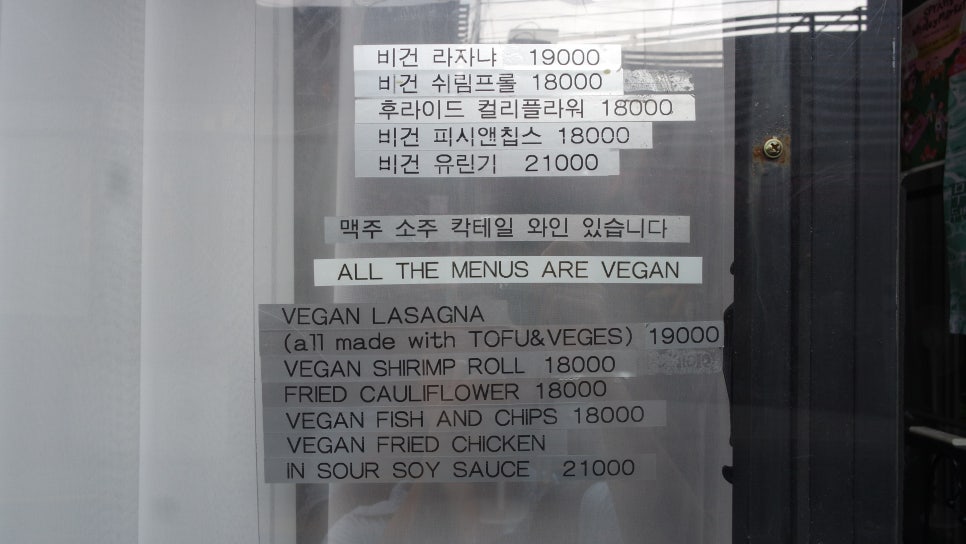 비건 라자냐 19000
비건 쉬림프롤 18000
후라이드 컬리플라워 18000
비건 피시앤칩스 18000
비건 유린기 21000
맥주 소주 칵테일 와인 있습니다
ALL THE MENUS ARE VEGAN
VEGAN LASAGNA
(all made with TOFU&VEGES) 19000
VEGAN SHIRIMP ROLL 18000
FRIED CAULIFLOWER 18000
VEGAN FISH AND CHIPS 18000
VEGAN FRIED CHICKEN
IN SOUR SOY SAUCE 21000